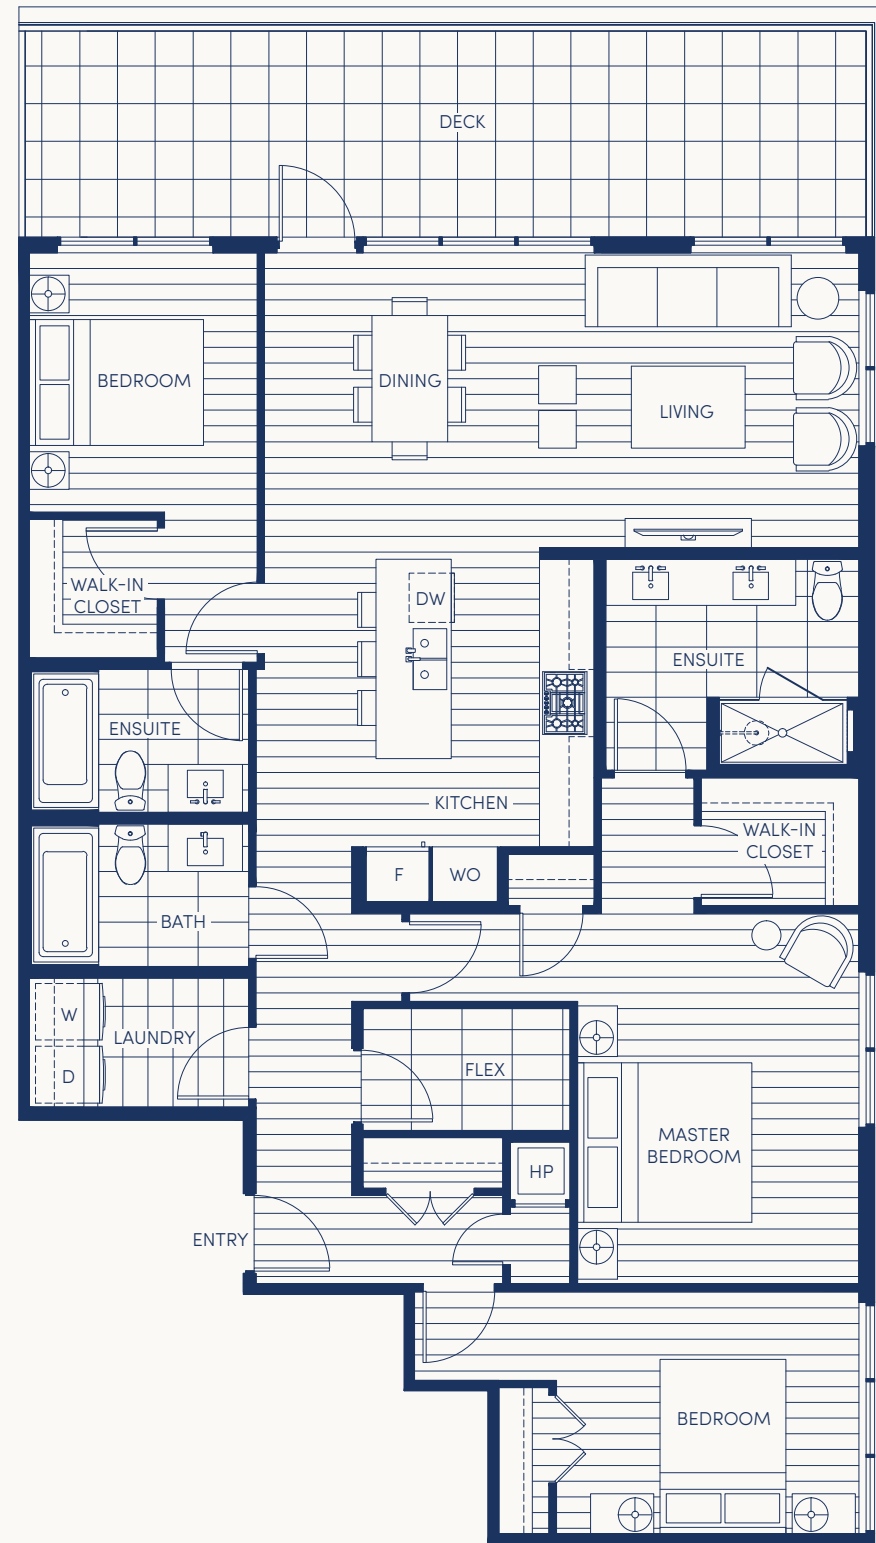 DECK
BEDROOM
DINING
LIVING
WALK-IN
CLOSET
DW
ENSUITE
ENSUITE
KITCHEN
WALK-IN
CLOSET
F
WO
BATH
W
LAUNDRY
D
FLEX
MASTER
BEDROOM
HP
ENTRY
BEDROOM